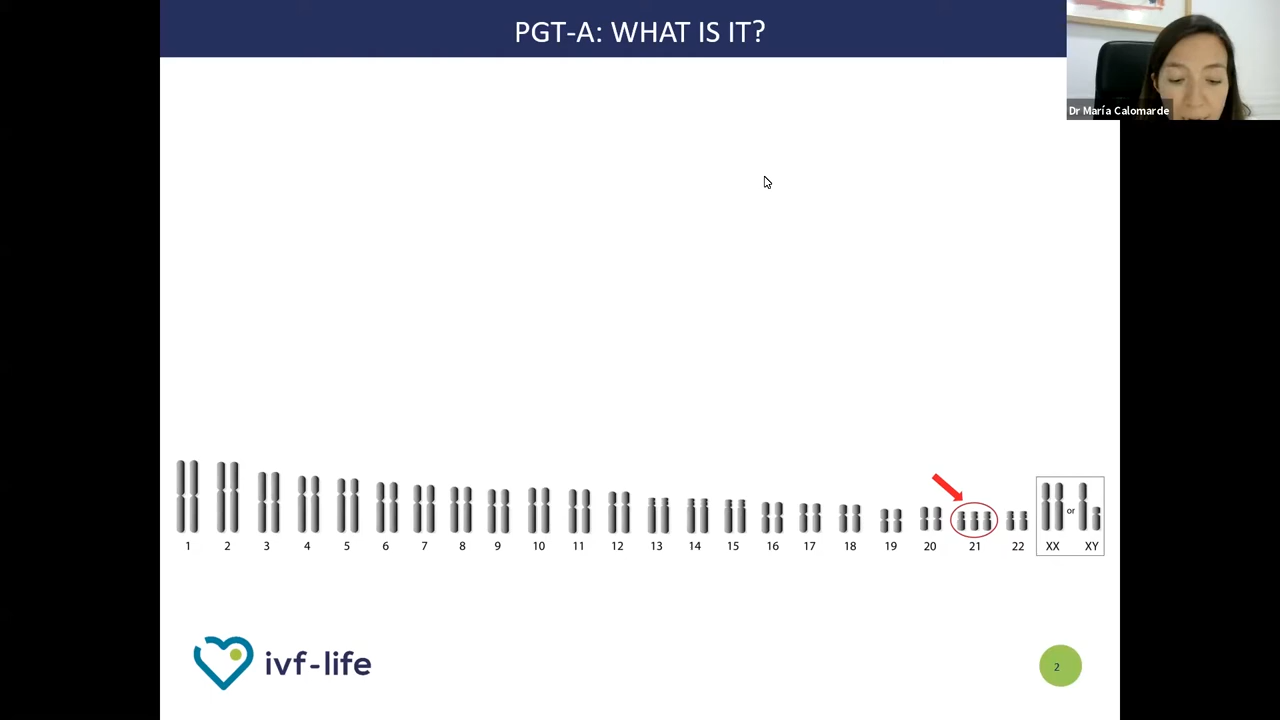 PGT-A: WHAT IS IT?
Dr María Calomarde
or
1 2 3 4 5 6 7 8 9 10 11 12 13 14 15 16 17 18 19 20 21 22 XX XY
ivf-life
2